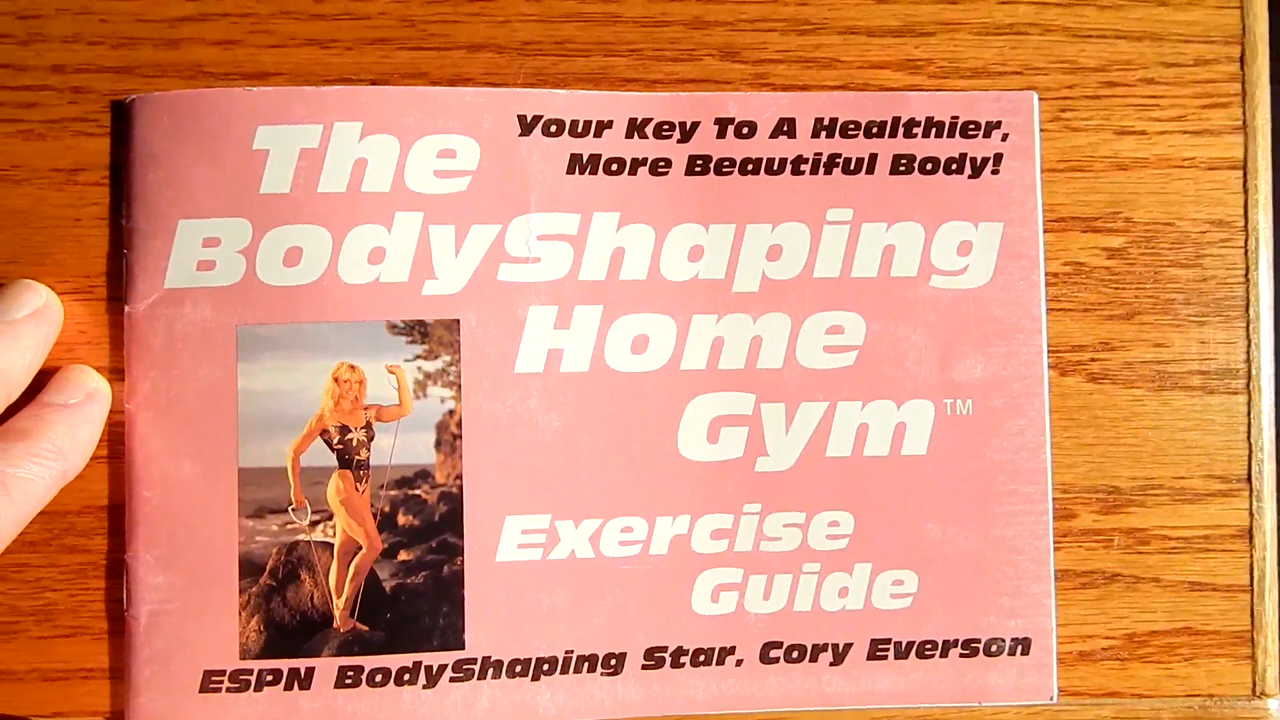 Your Key To A Healthier,
More Beautiful Body!
The
BodyShaping
Home
Gym™
Exercise
Guide
ESPN BodyShaping Star, Cory Everson